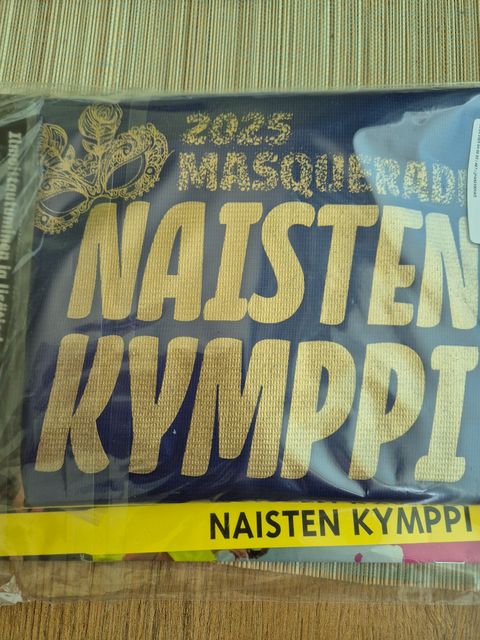 2025
MASQUERADE
NAISTEN
KYMPPI
NAISTEN KYMPPI